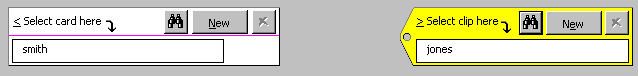 < Select card here New
smith
> Select clip here New
jones